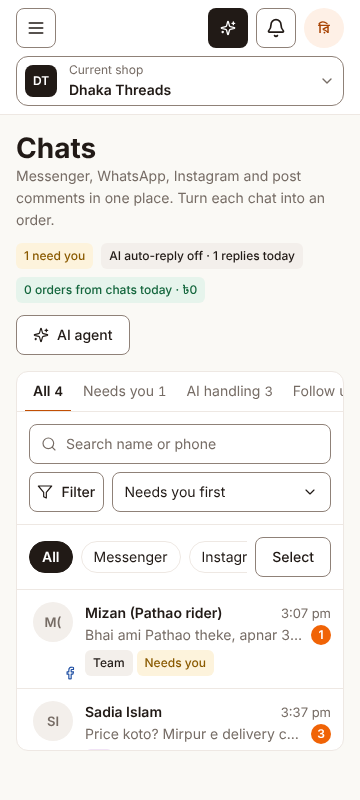 রি
DT
Current shop
Dhaka Threads
Chats
Messenger, WhatsApp, Instagram and post
comments in one place. Turn each chat into an
order.
1 need you
AI auto-reply off · 1 replies today
0 orders from chats today · ৳0
AI agent
All 4 Needs you 1 AI handling 3 Follow u
Search name or phone
Filter
Needs you first
All Messenger Instagr Select
M(
Mizan (Pathao rider) 3:07 pm
Bhai ami Pathao theke, apnar 3... 1
Team Needs you
SI
Sadia Islam 3:37 pm
Price koto? Mirpur e delivery c... 3